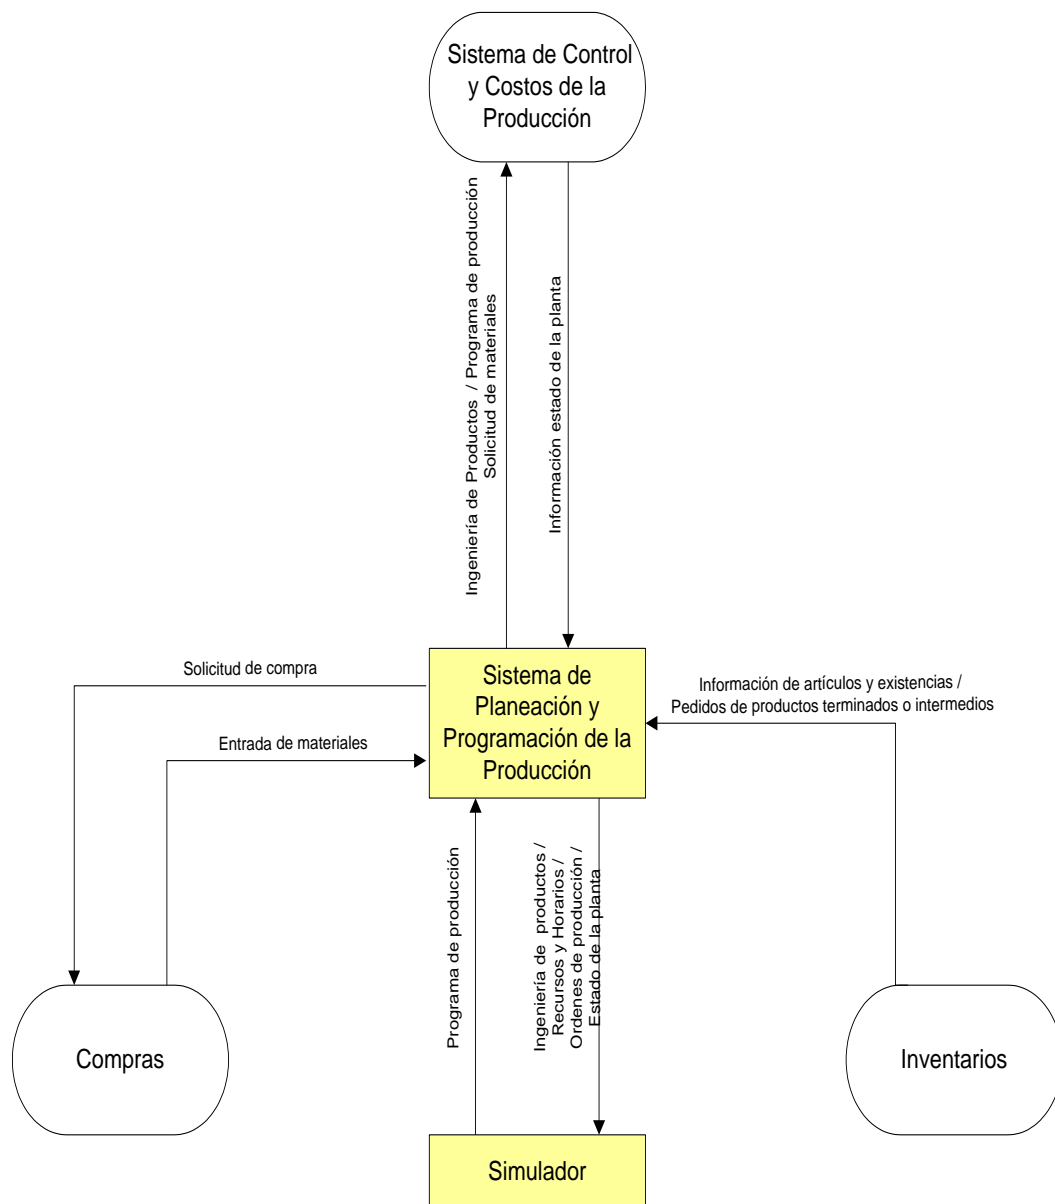 Sistema de Control
y Costos de la
Producción
Ingeniería de Productos / Programa de producción
Solicitud de materiales
Información estado de la planta
Solicitud de compra
Sistema de
Planeación y
Programación de la
Producción
Información de artículos y existencias /
Pedidos de productos terminados o intermedios
Entrada de materiales
Programa de producción
Ingeniería de productos /
Recursos y Horarios /
Ordenes de producción /
Estado de la planta
Compras
Inventarios
Simulador